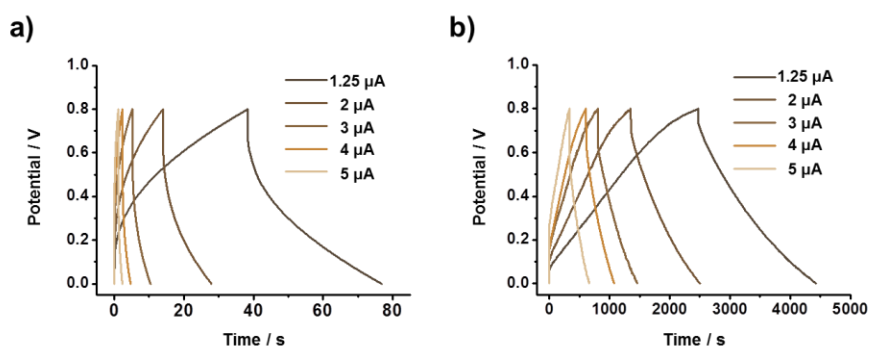 a)
1.0
0.8
0.6
0.4
0.2
0.0
Potential / V
0
20
40
60
80
Time / s
1.25 µA
2 µA
3 µA
4 µA
5 µA
b)
1.0
0.8
0.6
0.4
0.2
0.0
Potential / V
0
1000
2000
3000
4000
5000
Time / s
1.25 µA
2 µA
3 µA
4 µA
5 µA